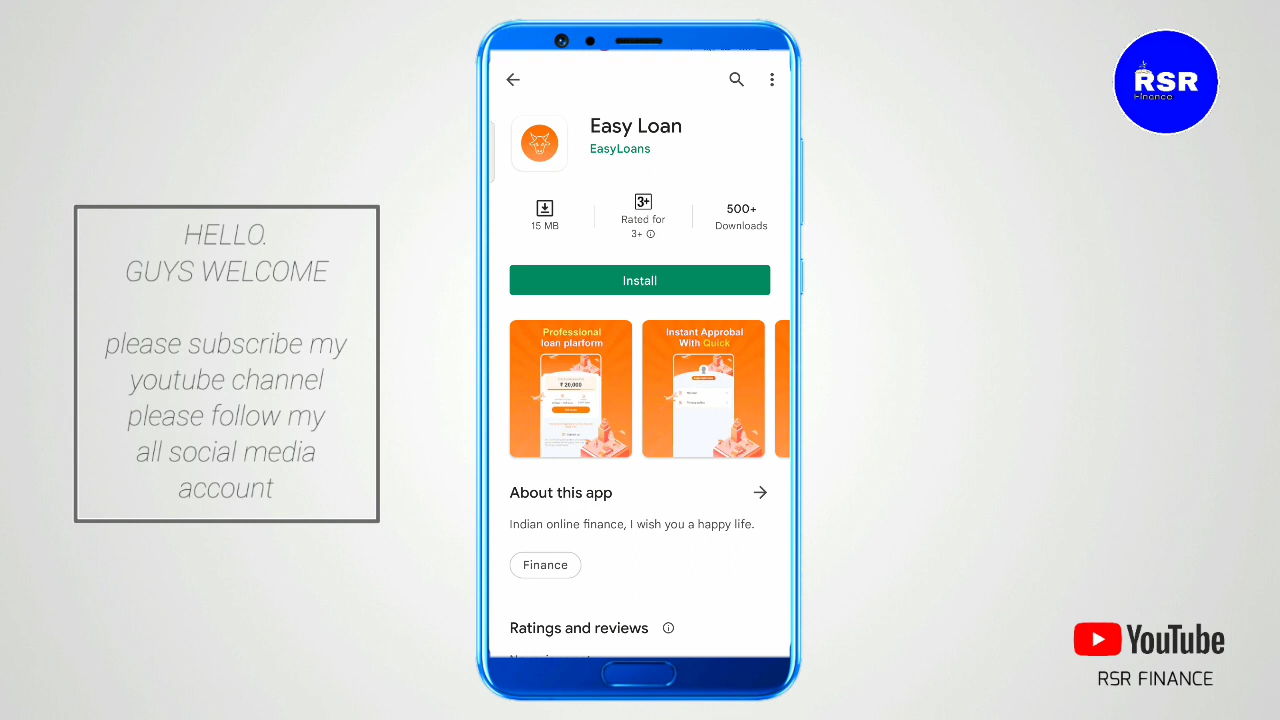 HELLO.
GUYS WELCOME
please subscribe my
youtube channel
please follow my
all social media
account
Easy Loan
EasyLoans
15 MB
3+
Rated for
3+
500+
Downloads
Install
Professional
loan plarform
₹ 20,000
Instant Approbal
With Quick
About this app
Indian online finance, I wish you a happy life.
Finance
Ratings and reviews
RSR
Finance
YouTube
RSR FINANCE